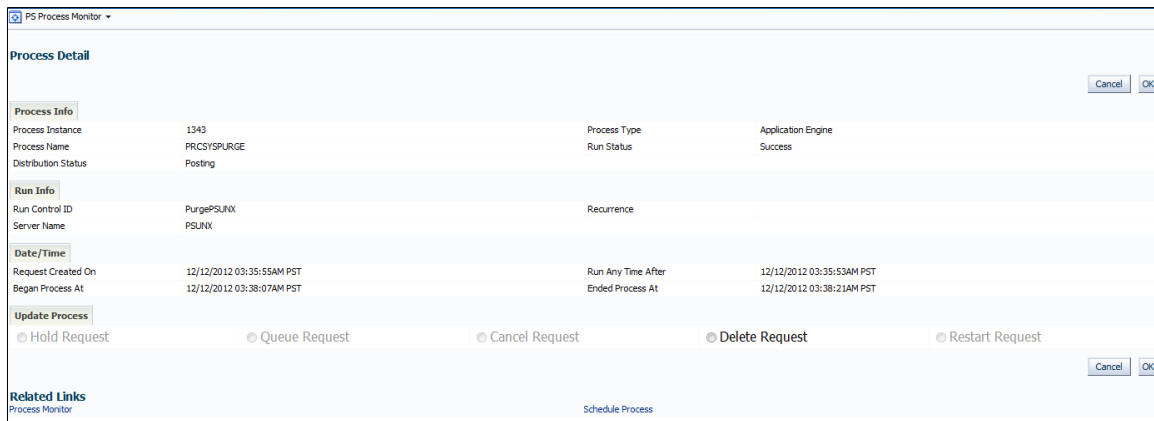 PS Process Monitor
Process Detail
Cancel OK
Process Info
Process Instance 1343 Process Type Application Engine
Process Name PRCSYSPURGE Run Status Success
Distribution Status Posting
Run Info
Run Control ID PurgePSUNX Recurrence
Server Name PSUNX
Date/Time
Request Created On 12/12/2012 03:35:55AM PST Run Any Time After 12/12/2012 03:35:53AM PST
Began Process At 12/12/2012 03:38:07AM PST Ended Process At 12/12/2012 03:38:21AM PST
Update Process
Hold Request Queue Request Cancel Request Delete Request Restart Request
Cancel OK
Related Links
Process Monitor Schedule Process